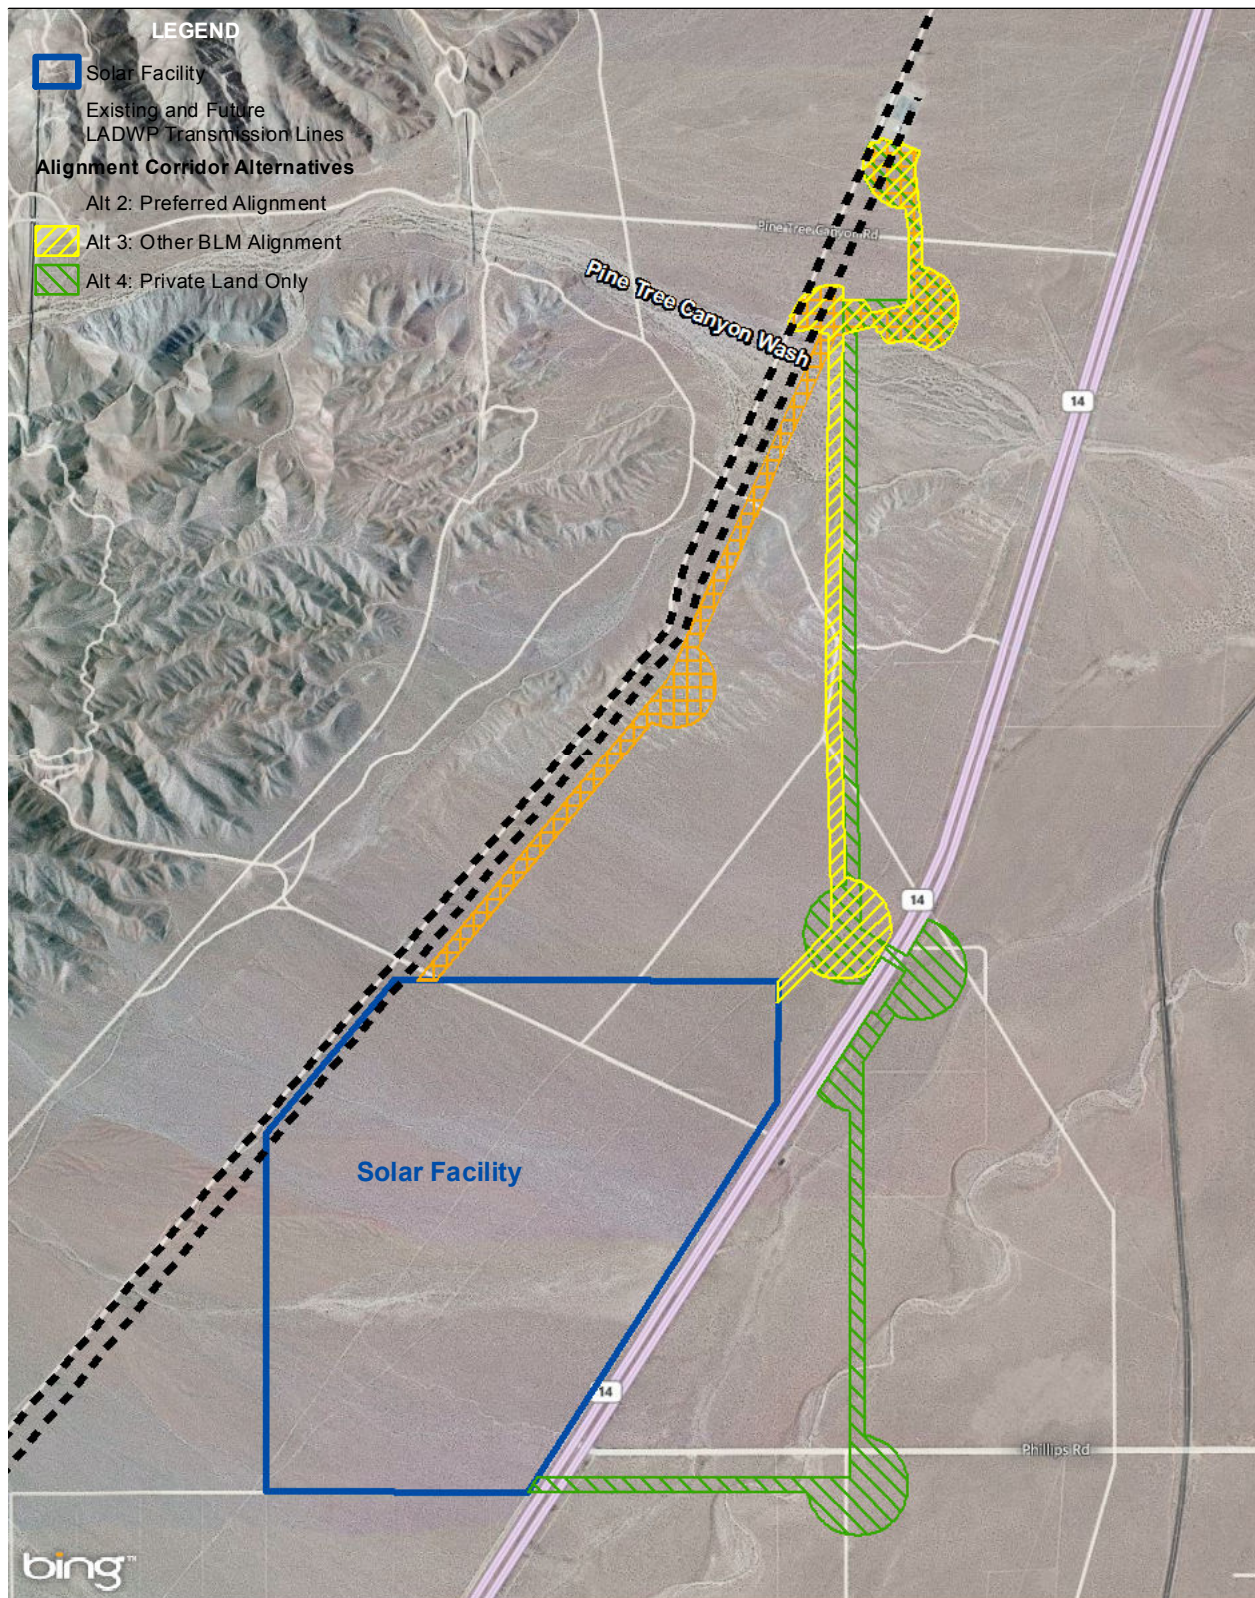 LEGEND
Solar Facility
Existing and Future
LADWP Transmission Lines
Alignment Corridor Alternatives
Alt 2: Preferred Alignment
Alt 3: Other BLM Alignment
Alt 4: Private Land Only
Pine Tree Canyon Rd
Pine Tree Canyon Wash
14
14
Solar Facility
14
Phillips Rd
bing™